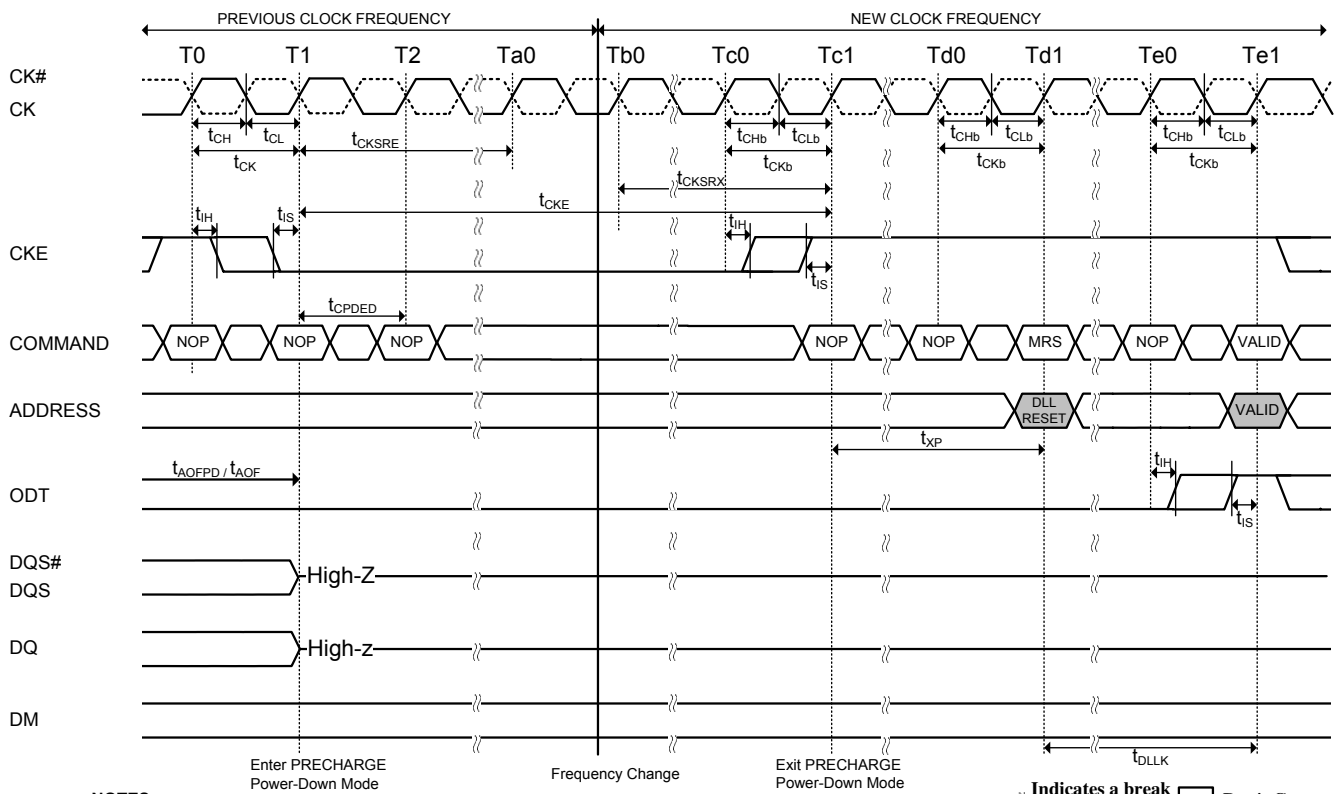 PREVIOUS CLOCK FREQUENCY NEW CLOCK FREQUENCY
T0 T1 T2 Ta0 Tb0 Tc0 Tc1 Td0 Td1 Te0 Te1
CK#
CK
tCH tCL tCKSRE tCHb tCLb tCHb tCLb tCHb tCLb
tCK tCKb tCKb tCKb
tCKSRX
tCKE
tIH tIS tIH
CKE
tIS
tCPDED
COMMAND NOP NOP NOP NOP NOP MRS NOP VALID
ADDRESS DLL RESET VALID
tXP
tAOFPD / tAOF tIH
ODT
tIS
DQS#
High-Z
DQS
DQ High-z
DM
tDLLK
Enter PRECHARGE Exit PRECHARGE
Frequency Change
Power-Down Mode Power-Down Mode
Indicates a break